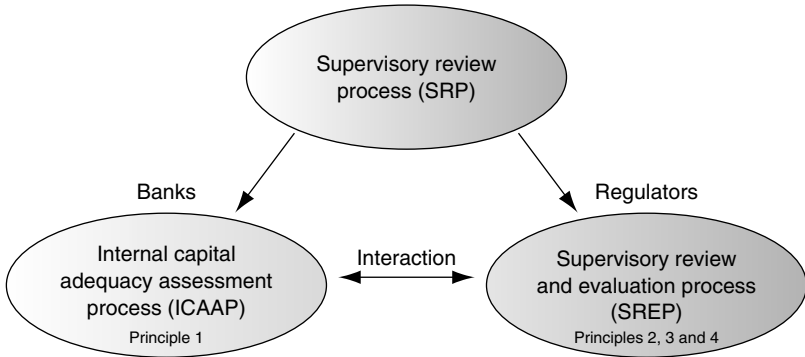 Supervisory review
process (SRP)
Banks
Regulators
Internal capital
adequacy assessment
process (ICAAP)
Principle 1
Interaction
Supervisory review
and evaluation process
(SREP)
Principles 2, 3 and 4